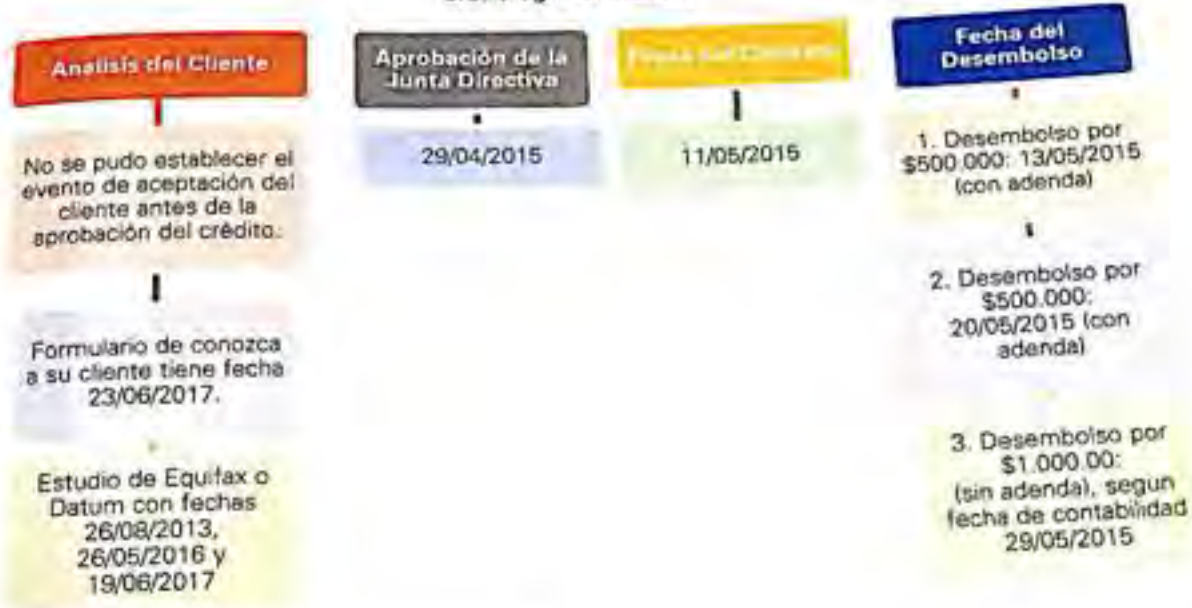 Analisis del Cliente
No se pudo establecer el
evento de aceptación del
cliente antes de la
aprobación del crédito.
Formulario de conozca
a su cliente tiene fecha
23/06/2017.
Estudio de Equifax o
Datum con fechas
26/08/2013,
26/05/2016 y
19/06/2017
Aprobación de la
Junta Directiva
29/04/2015
11/05/2015
Fecha del
Desembolso
1. Desembolso por
$500.000: 13/05/2015
(con adenda)
2. Desembolso por
$500.000:
20/05/2015 (con
adenda)
3. Desembolso por
$1.000.00:
(sin adenda), segun
fecha de contabilidad
29/05/2015